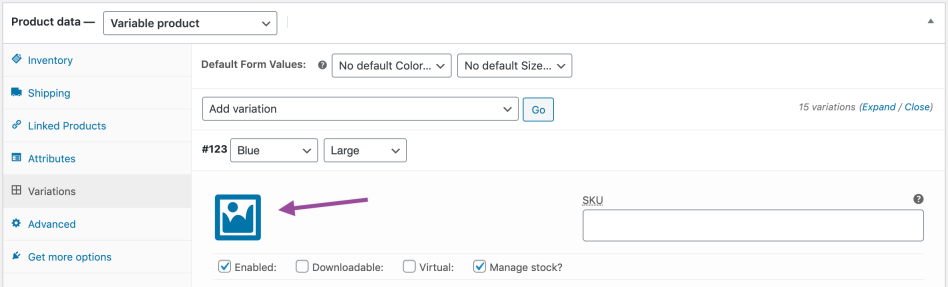 Product data — Variable product
Inventory
Shipping
Linked Products
Attributes
Variations
Advanced
Get more options
Default Form Values: ? No default Color... No default Size...
Add variation Go 15 variations (Expand / Close)
#123 Blue Large
SKU ?
Enabled: Downloadable: Virtual: Manage stock?